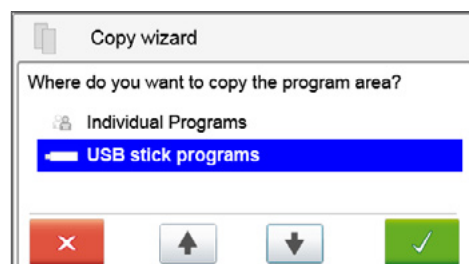 Copy wizard
Where do you want to copy the program area?
Individual Programs
USB stick programs